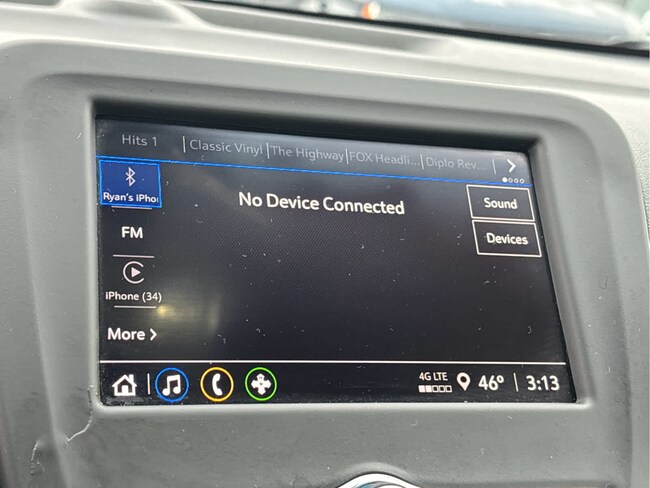 Hits 1 Classic Vinyl The Highway FOX Headli... Diplo Rev...
Ryan's iPho
No Device Connected
Sound
FM
Devices
iPhone (34)
More >
4G LTE
46° 3:13